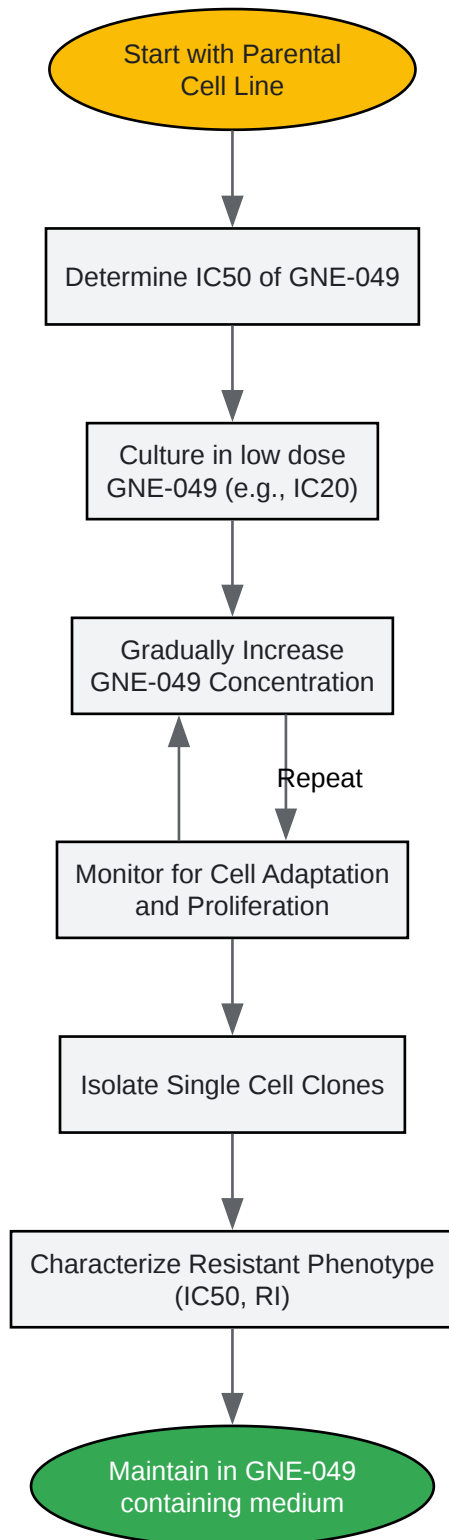 Start with Parental
Cell Line
Determine IC50 of GNE-049
Culture in low dose
GNE-049 (e.g., IC20)
Gradually Increase
GNE-049 Concentration
Repeat
Monitor for Cell Adaptation
and Proliferation
Isolate Single Cell Clones
Characterize Resistant Phenotype
(IC50, RI)
Maintain in GNE-049
containing medium